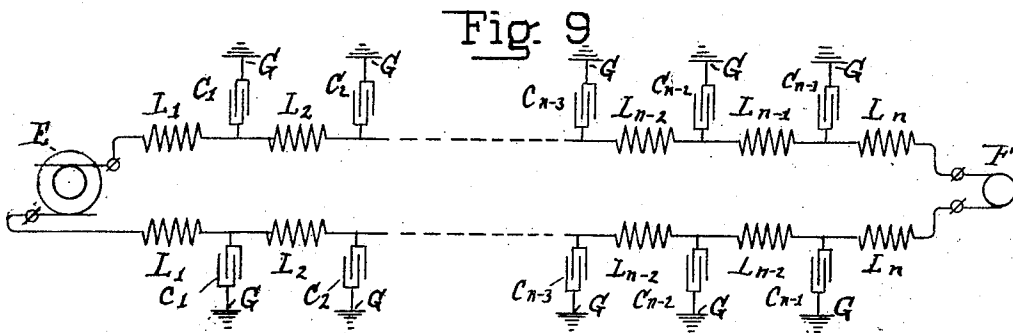 Fig. 9
G G G G G
C1 C2 Cn-3 Cn-2 Cn-1
L1 L2 Ln-2 Ln-1 Ln
E F
L1 L2 Ln-2 Ln-2 Ln
C1 C2 Cn-3 Cn-2 Cn-1
G G G G G